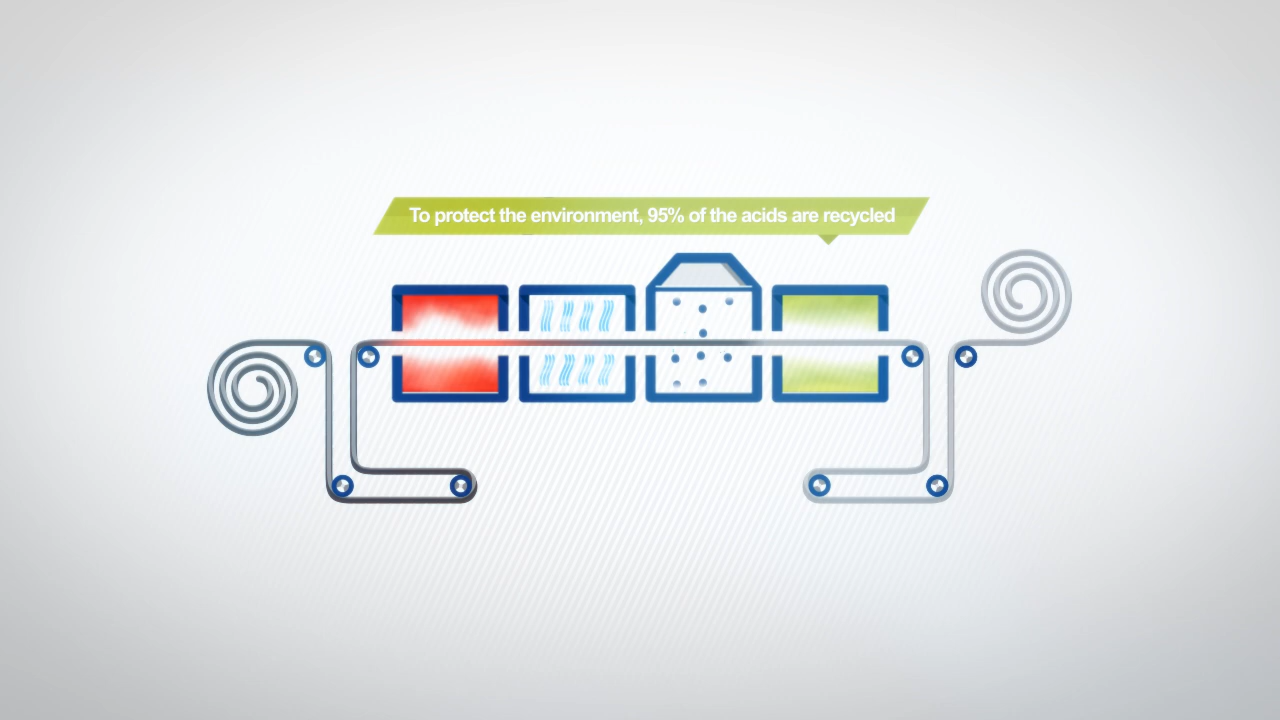 To protect the environment, 95% of the acids are recycled